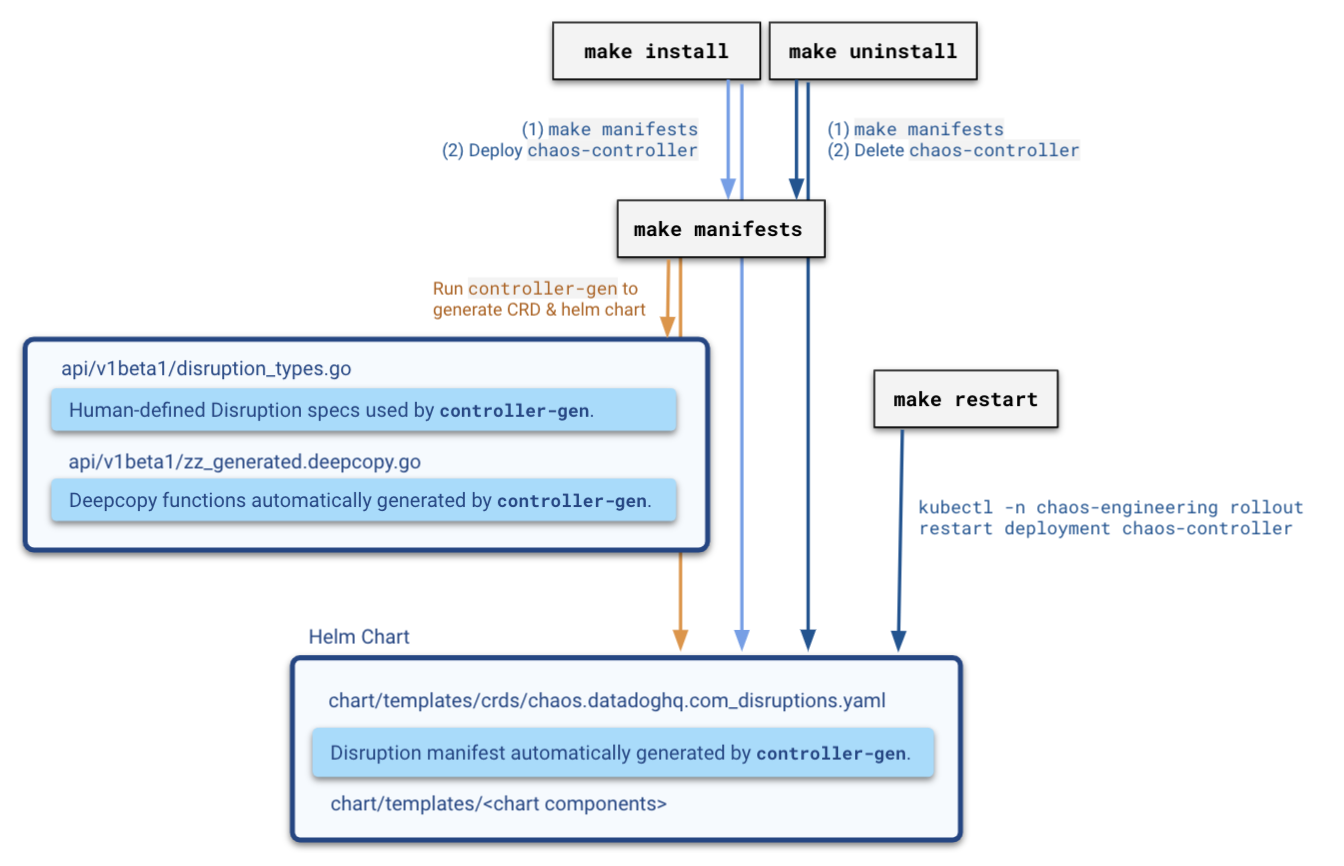 make install
make uninstall
(1) make manifests
(2) Deploy chaos-controller
(1) make manifests
(2) Delete chaos-controller
make manifests
Run controller-gen to
generate CRD & helm chart
api/v1beta1/disruption_types.go
Human-defined Disruption specs used by controller-gen.
api/v1beta1/zz_generated.deepcopy.go
Deepcopy functions automatically generated by controller-gen.
make restart
kubectl -n chaos-engineering rollout
restart deployment chaos-controller
Helm Chart
chart/templates/crds/chaos.datadoghq.com_disruptions.yaml
Disruption manifest automatically generated by controller-gen.
chart/templates/<chart components>